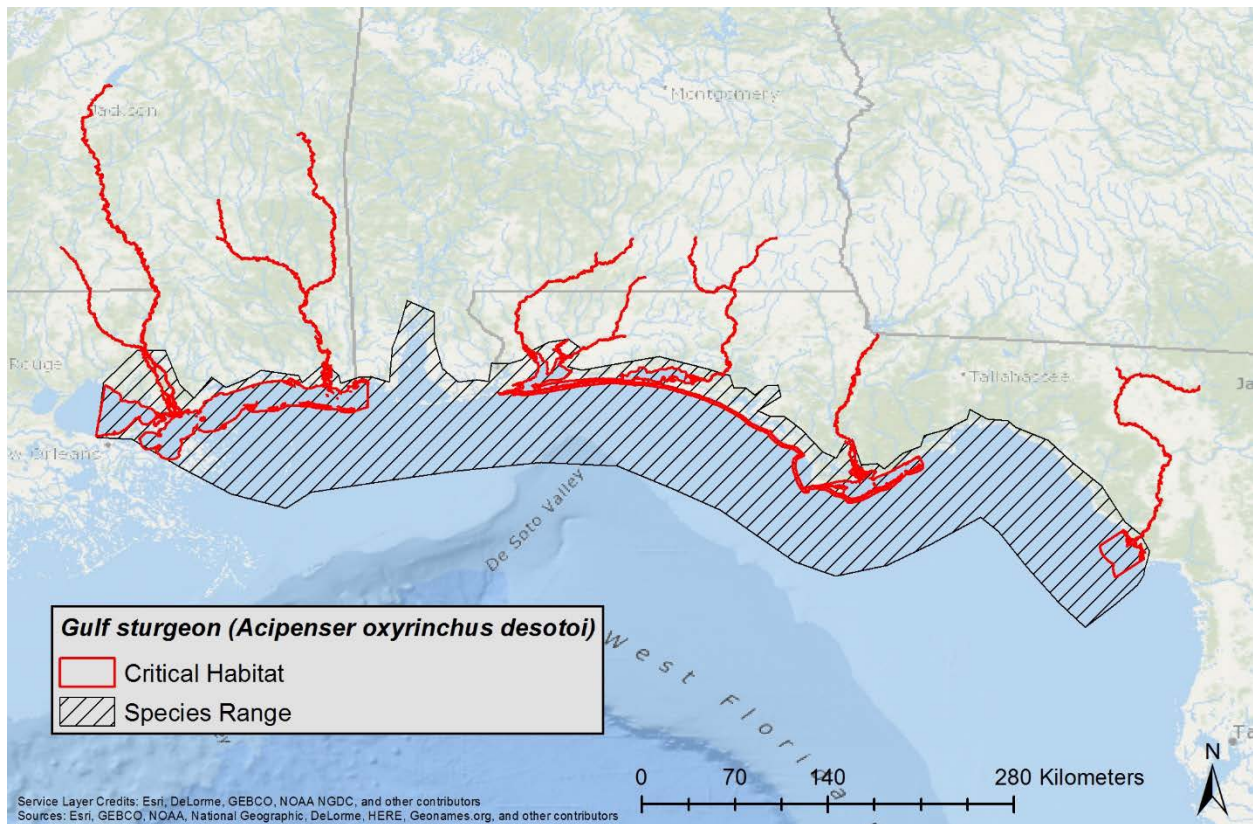 Montgomery
Jackson
Rouge
Tallahassee
Ja
w Orleans
De Soto Valley
Gulf sturgeon (Acipenser oxyrinchus desotoi)
Critical Habitat
Species Range
West Florida
Ta
N
0 70 140 280 Kilometers
Service Layer Credits: Esri, DeLorme, GEBCO, NOAA NGDC, and other contributors
Sources: Esri, GEBCO, NOAA, National Geographic, DeLorme, HERE, Geonames.org, and other contributors